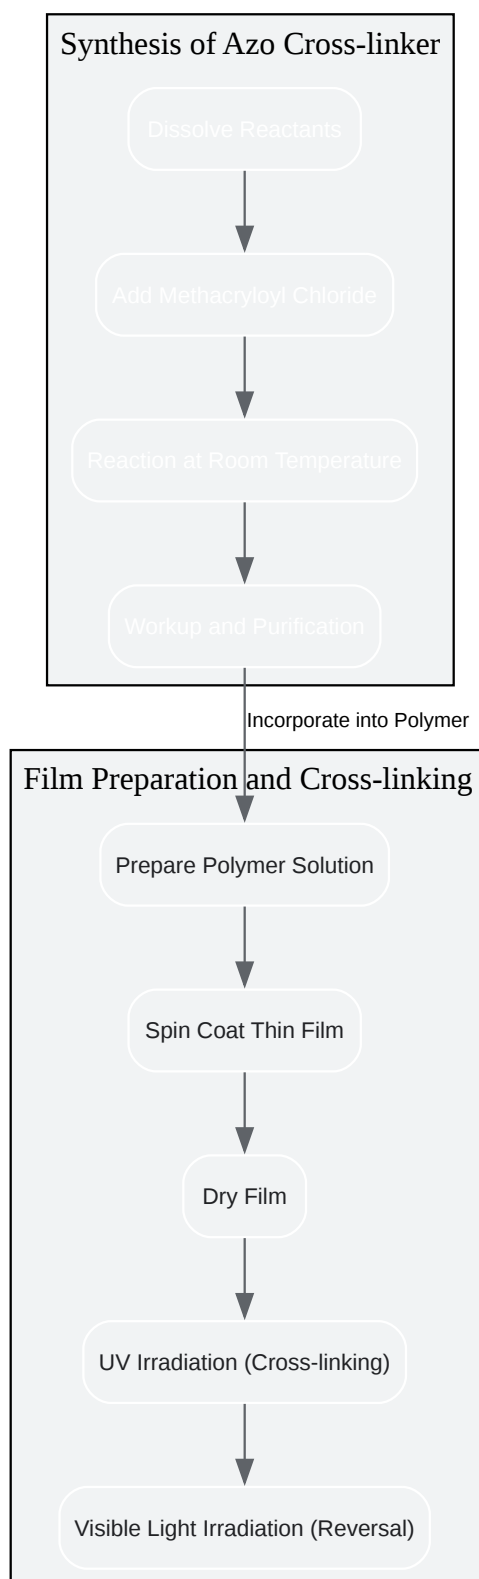 Synthesis of Azo Cross-linker
Dissolve Reactants
Add Methacryloyl Chloride
Reaction at Room Temperature
Workup and Purification
Incorporate into Polymer
Film Preparation and Cross-linking
Prepare Polymer Solution
Spin Coat Thin Film
Dry Film
UV Irradiation (Cross-linking)
Visible Light Irradiation (Reversal)